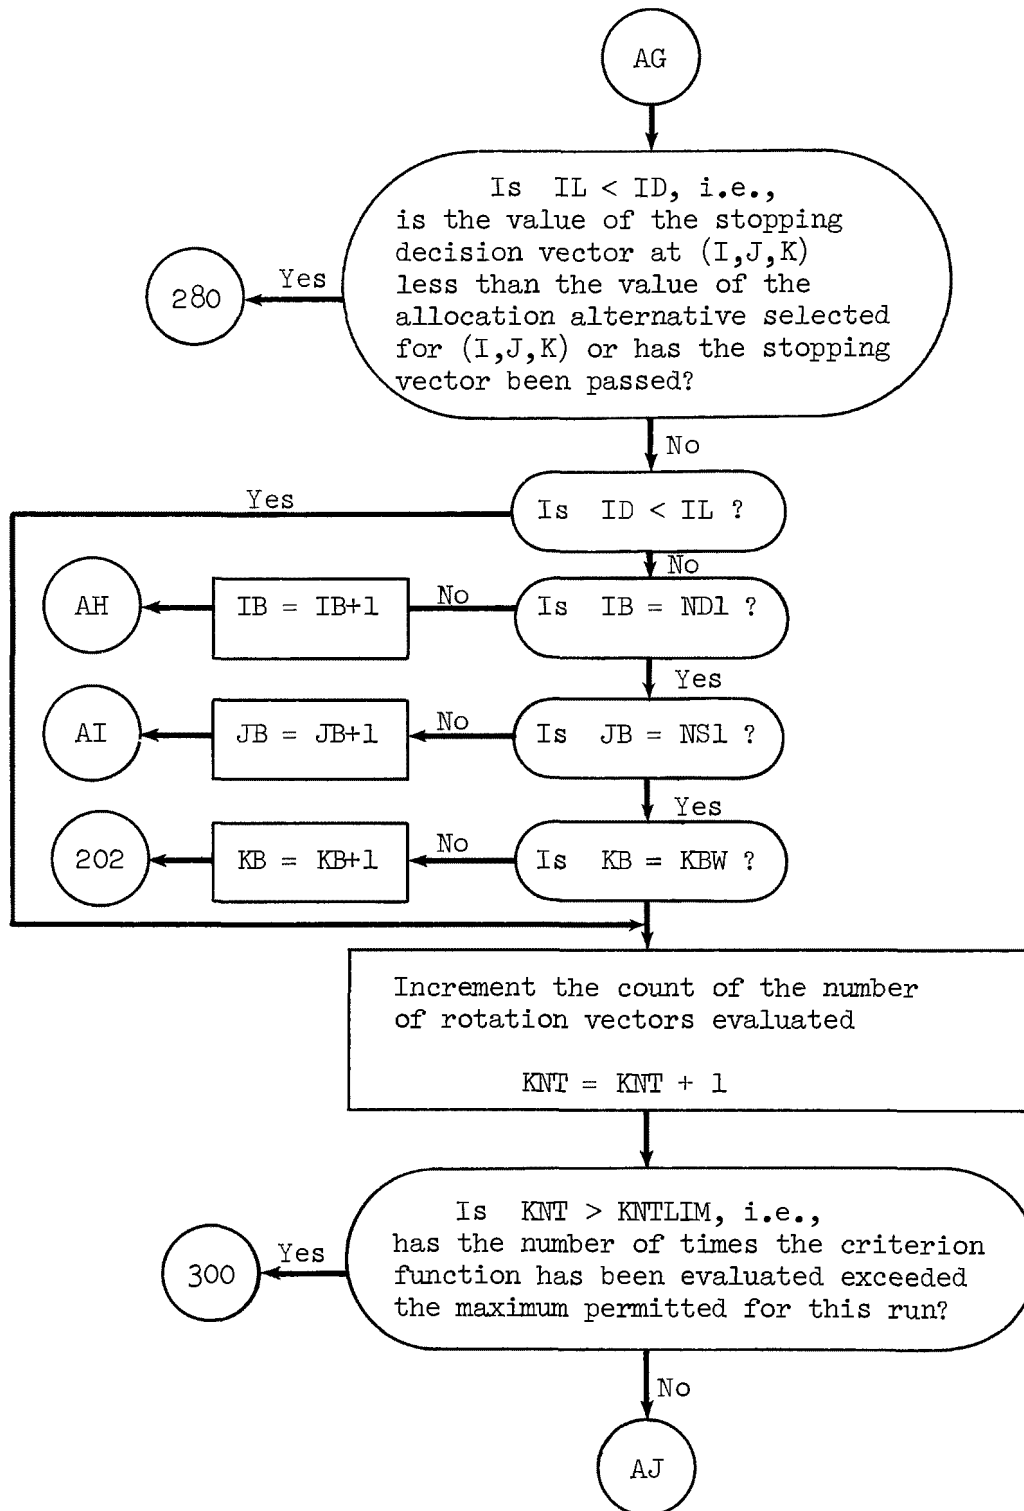 AG
Is IL < ID, i.e.,
is the value of the stopping
decision vector at (I,J,K)
less than the value of the
allocation alternative selected
for (I,J,K) or has the stopping
vector been passed?
Yes
280
No
Is ID < IL ?
Yes
No
Is IB = ND1 ?
No
IB = IB+1
AH
Yes
Is JB = NS1 ?
No
JB = JB+1
AI
Yes
Is KB = KBW ?
No
KB = KB+1
202
Increment the count of the number
of rotation vectors evaluated
KNT = KNT + 1
Is KNT > KNTLIM, i.e.,
has the number of times the criterion
function has been evaluated exceeded
the maximum permitted for this run?
Yes
300
No
AJ